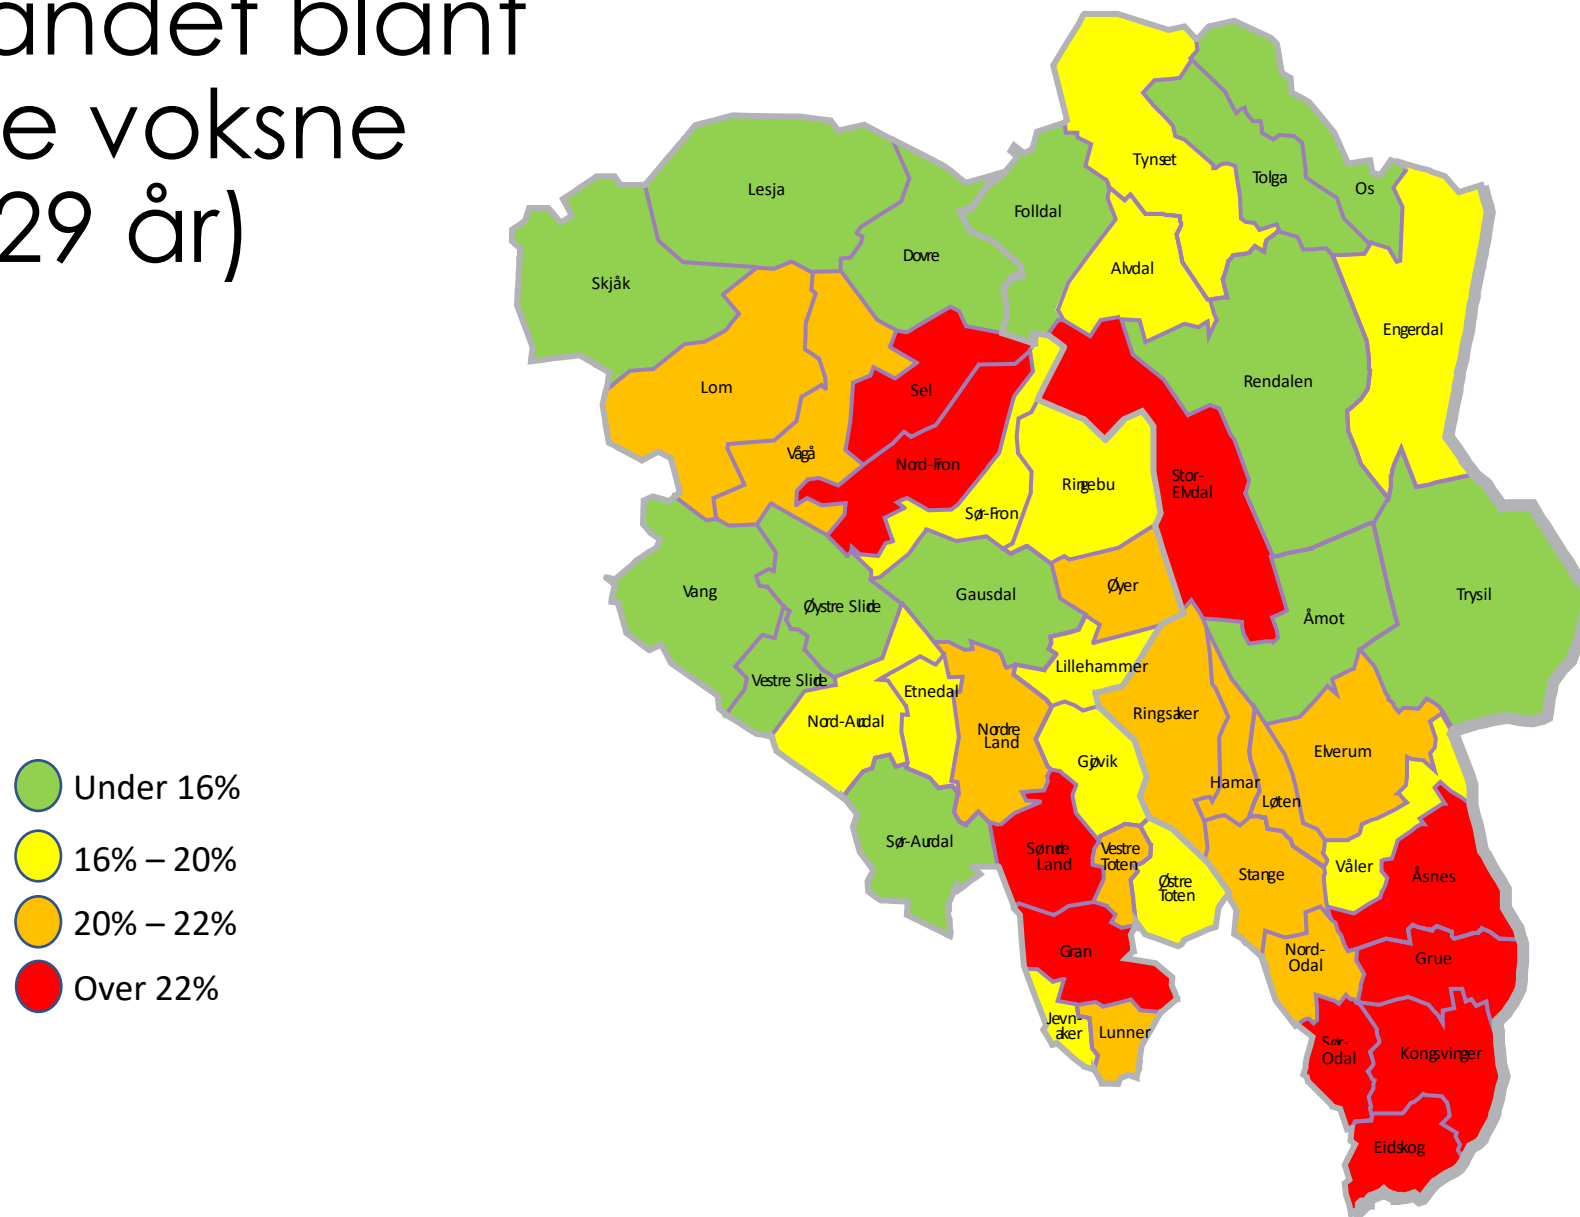 andet blant
e voksne
29 år)
Tynset
Tolga
Os
Lesja
Folldal
Dovre
Alvdal
Skjåk
Engerdal
Rendalen
Lom
Sel
Vågå
Nord-Fron
Ringebu
Stor-
Elvdal
Sør-Fron
Vang
Øystre Slidre
Gausdal
Øyer
Trysil
Åmot
Vestre Slidre
Lillehammer
Etnedal
Nord-Aurdal
Nordre
Land
Ringsaker
Elverum
Gjøvik
Hamar
Løten
Under 16%
16% – 20%
20% – 22%
Over 22%
Sør-Aurdal
Søndre
Land
Vestre
Toten
Østre
Toten
Stange
Våler
Åsnes
Gran
Nord-
Odal
Grue
Jevn-
aker
Lunner
Sør-
Odal
Kongsvinger
Eidskog